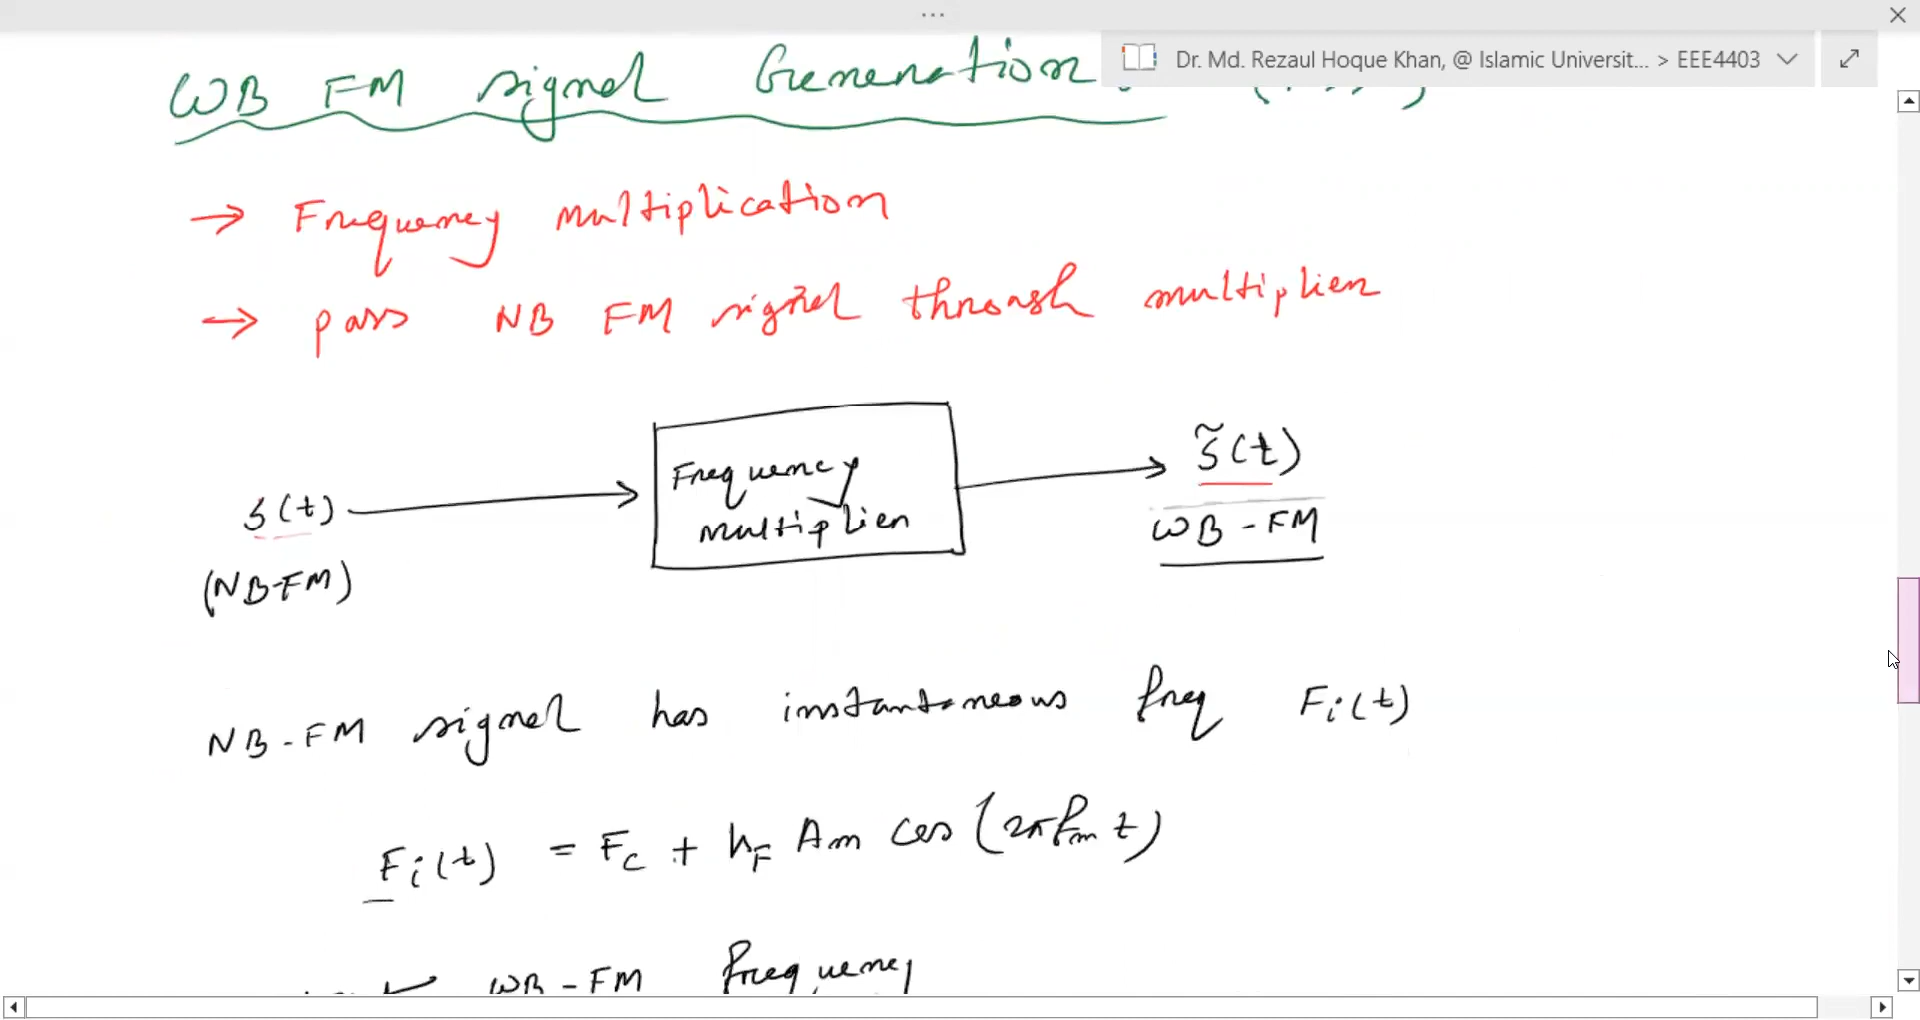 ...
Dr. Md. Rezaul Hoque Khan, @ Islamic Universit... > EEE4403
WB FM signal Generation
→ Frequency multiplication
→ pass NB FM signal through multiplier
s(t)
(NB-FM)
Frequency
multiplier
s̃(t)
WB-FM
NB-FM signal has instantaneous freq Fi(t)
Fi(t) = Fc + kF Am cos(2πfm t)
WB-FM frequency